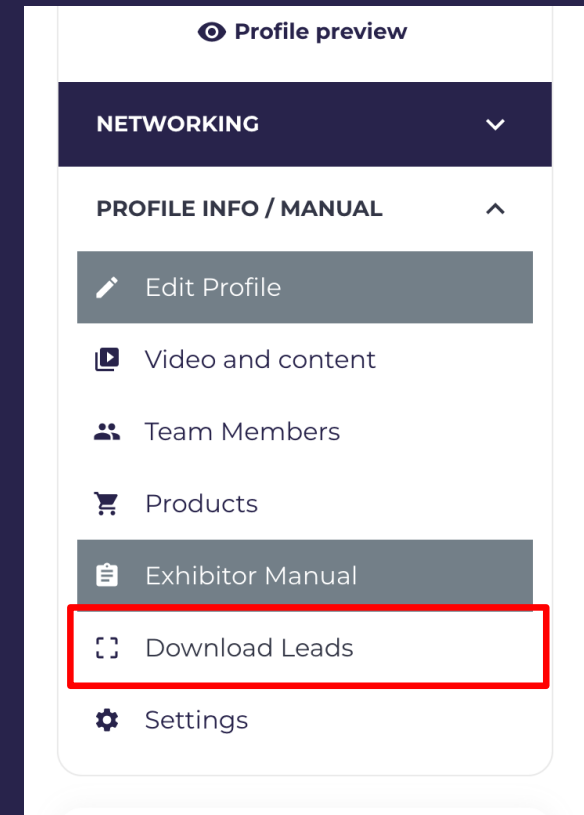 Profile preview
NETWORKING
PROFILE INFO / MANUAL
Edit Profile
Video and content
Team Members
Products
Exhibitor Manual
Download Leads
Settings